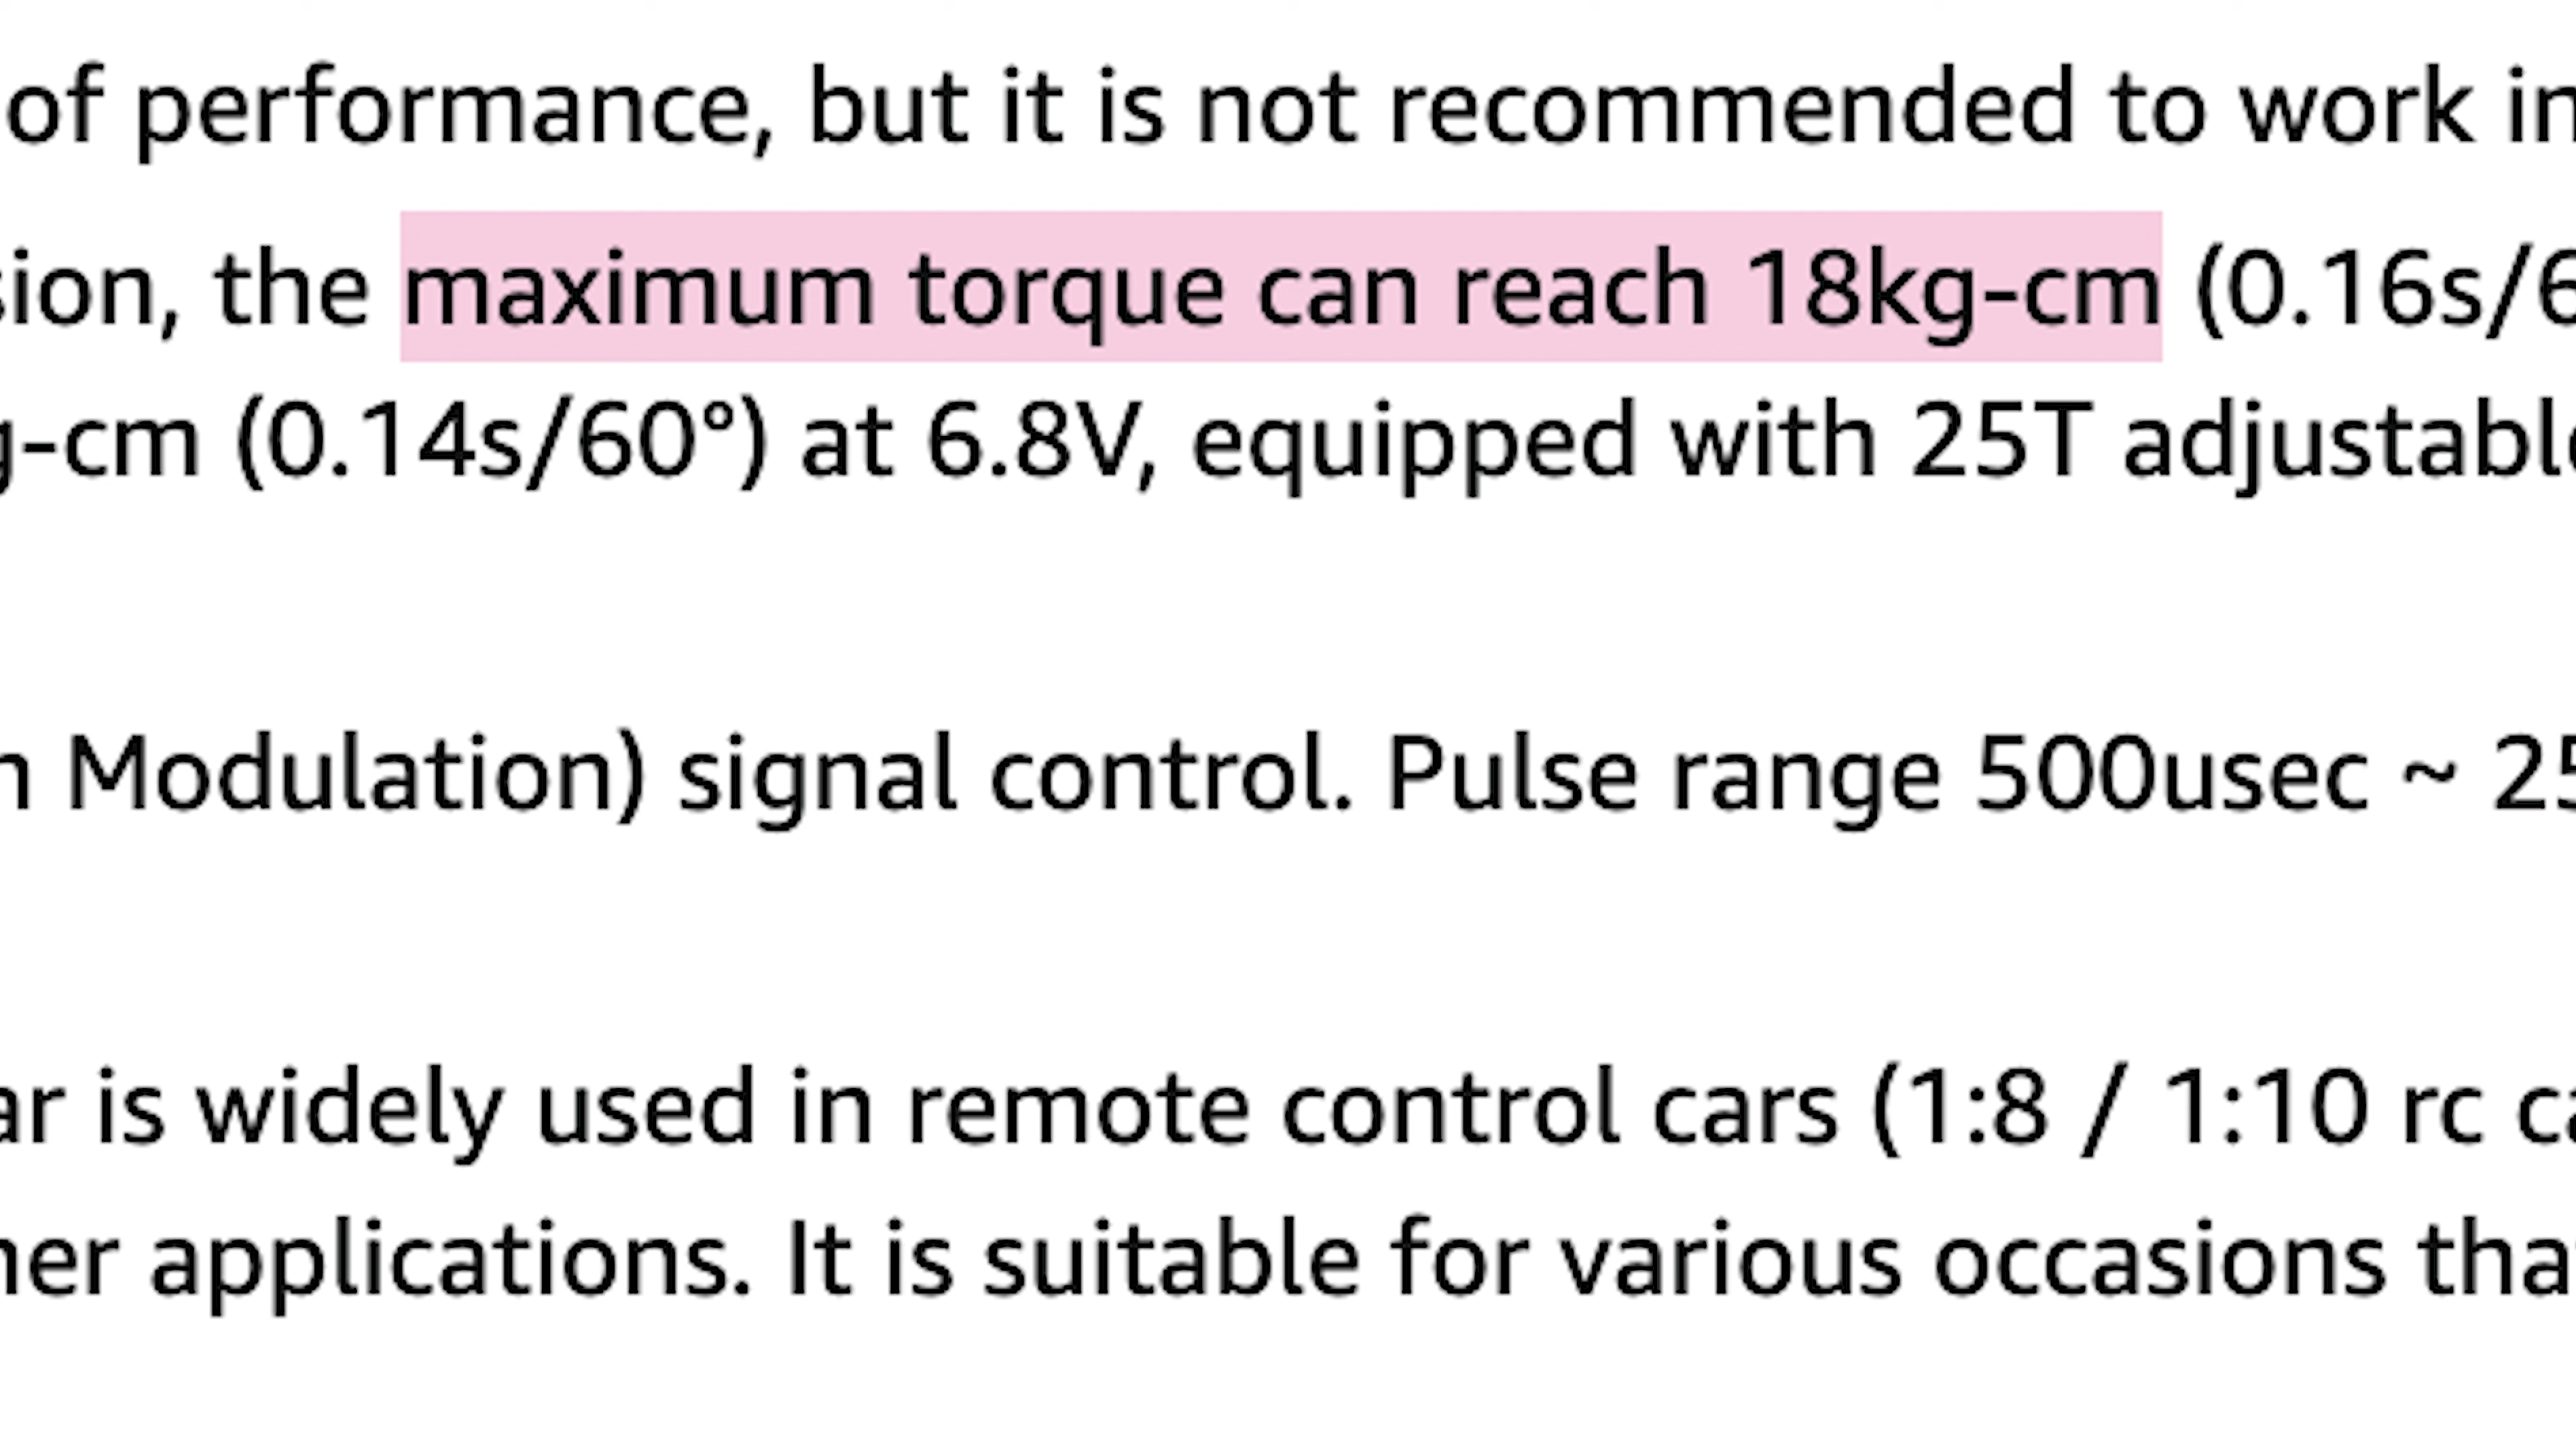 of performance, but it is not recommended to work in
sion, the maximum torque can reach 18kg-cm (0.16s/6
g-cm (0.14s/60°) at 6.8V, equipped with 25T adjustable
n Modulation) signal control. Pulse range 500usec ~ 25
ar is widely used in remote control cars (1:8 / 1:10 rc ca
her applications. It is suitable for various occasions tha